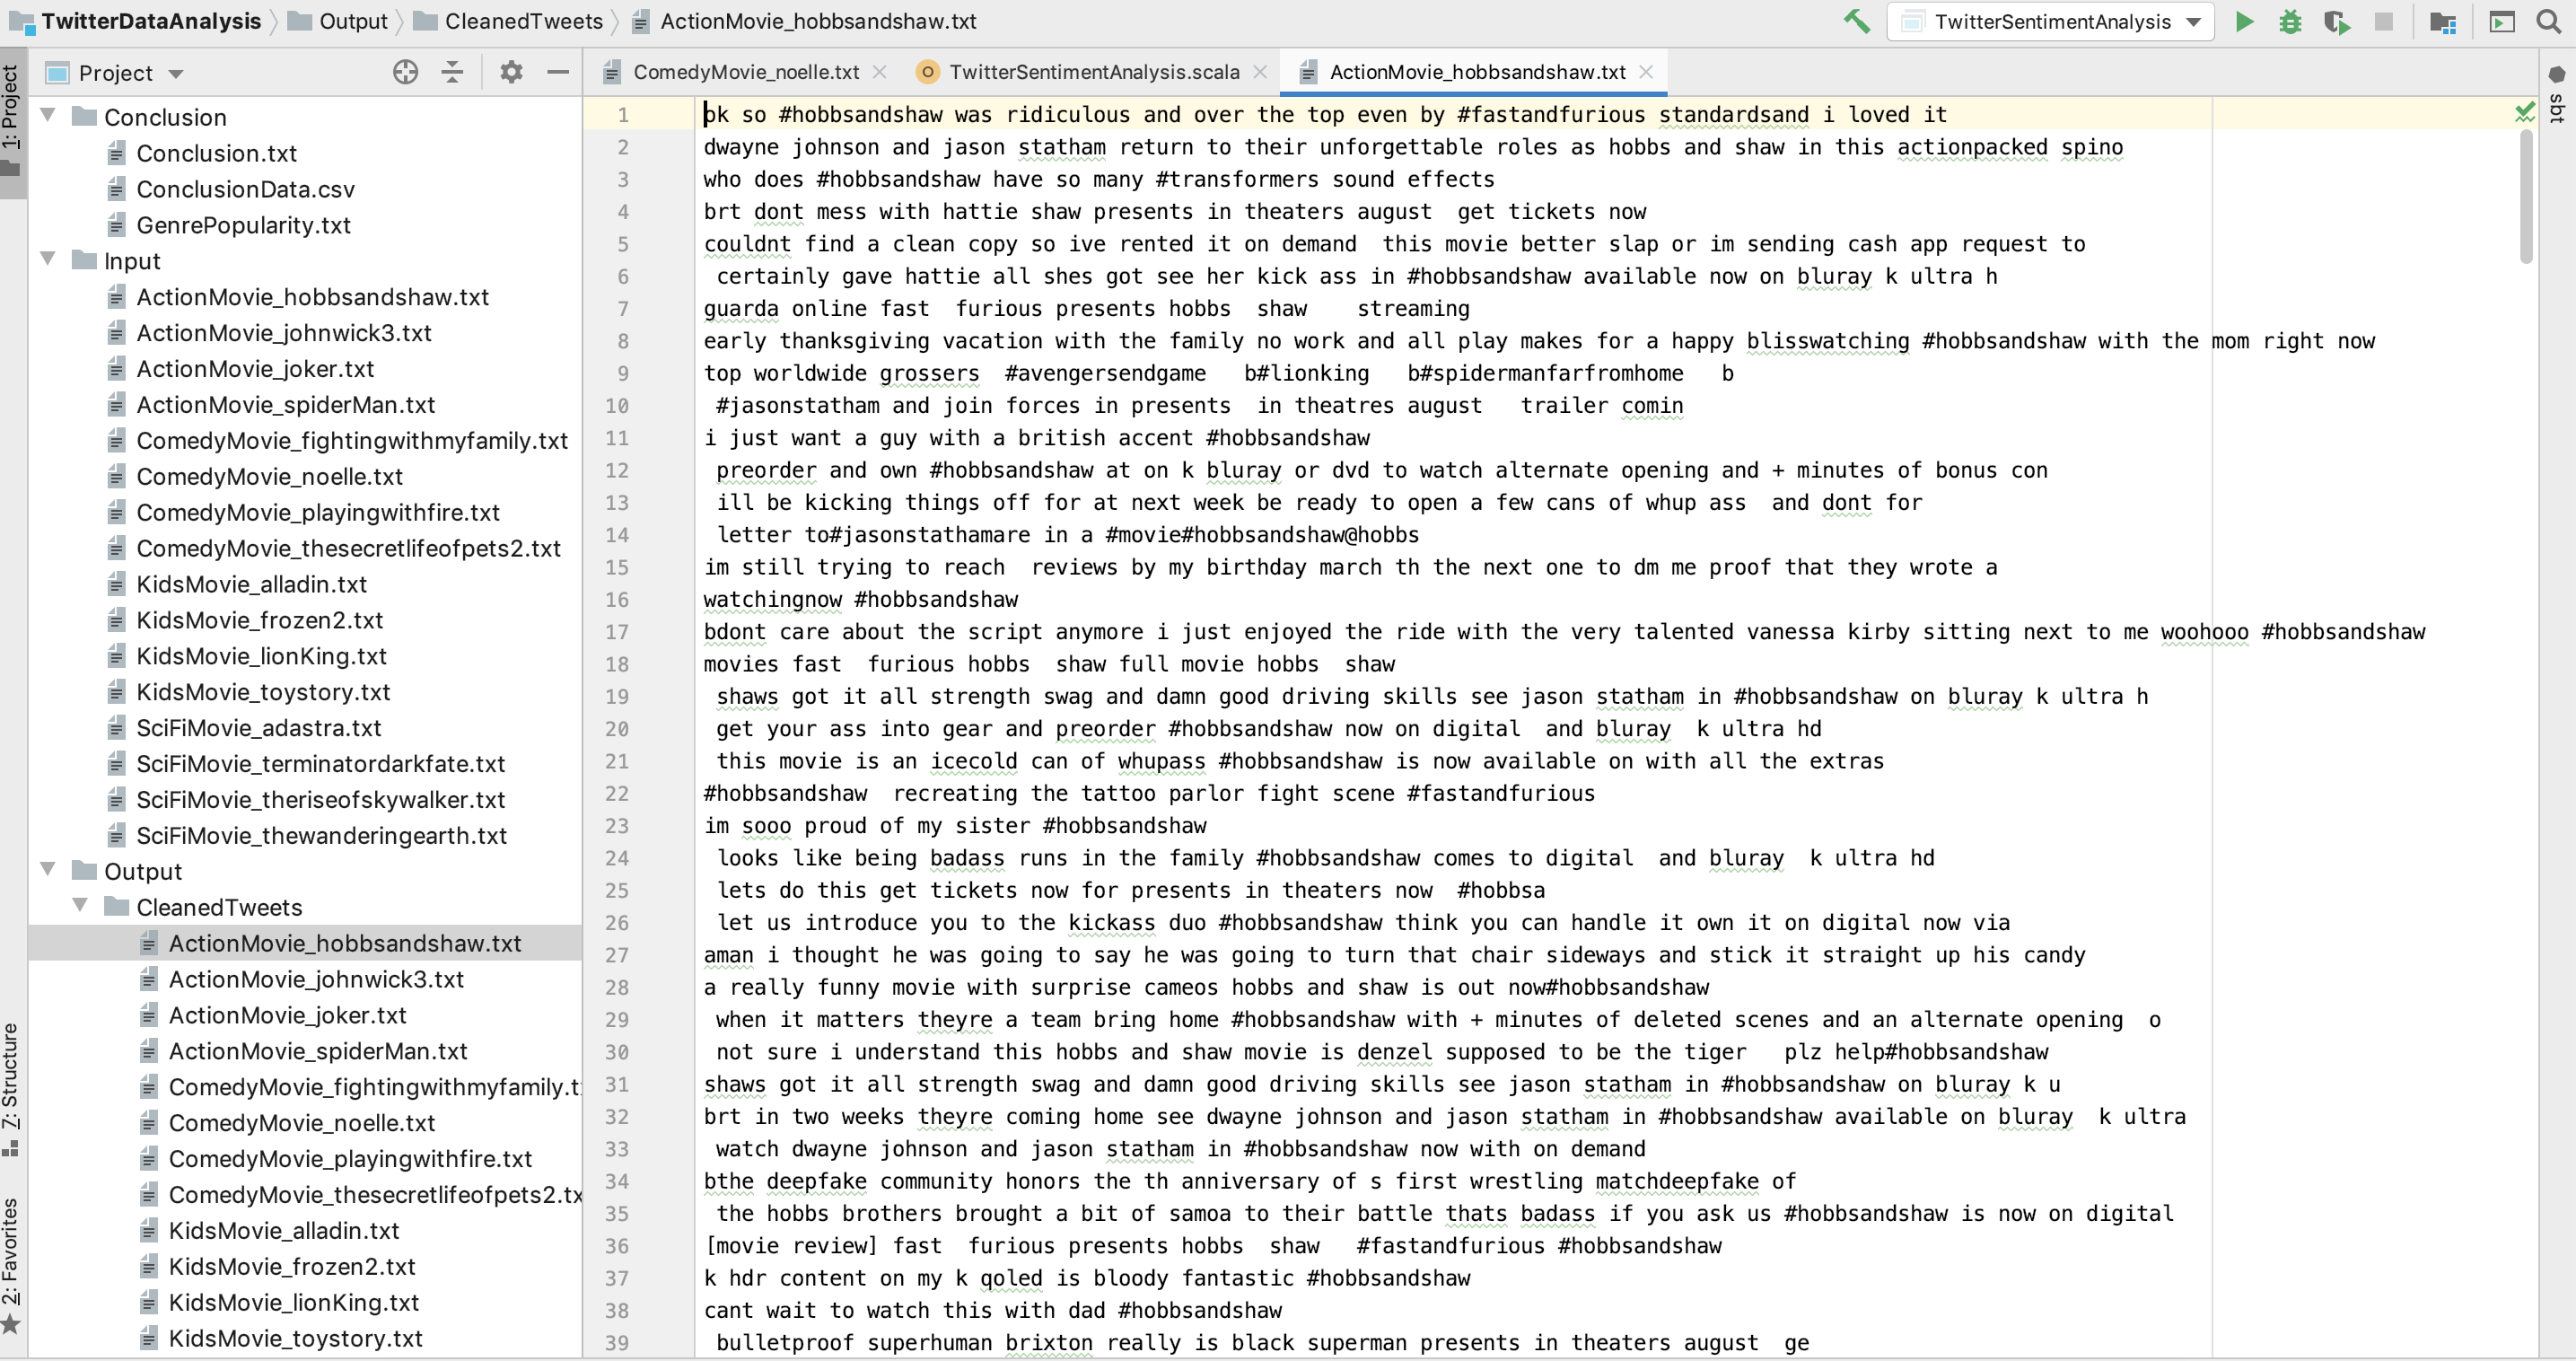 TwitterDataAnalysis Output CleanedTweets ActionMovie_hobbsandshaw.txt TwitterSentimentAnalysis
1: Project
7: Structure
2: Favorites
Project
Conclusion
Conclusion.txt
ConclusionData.csv
GenrePopularity.txt
Input
ActionMovie_hobbsandshaw.txt
ActionMovie_johnwick3.txt
ActionMovie_joker.txt
ActionMovie_spiderMan.txt
ComedyMovie_fightingwithmyfamily.txt
ComedyMovie_noelle.txt
ComedyMovie_playingwithfire.txt
ComedyMovie_thesecretlifeofpets2.txt
KidsMovie_alladin.txt
KidsMovie_frozen2.txt
KidsMovie_lionKing.txt
KidsMovie_toystory.txt
SciFiMovie_adastra.txt
SciFiMovie_terminatordarkfate.txt
SciFiMovie_theriseofskywalker.txt
SciFiMovie_thewanderingearth.txt
Output
CleanedTweets
ActionMovie_hobbsandshaw.txt
ActionMovie_johnwick3.txt
ActionMovie_joker.txt
ActionMovie_spiderMan.txt
ComedyMovie_fightingwithmyfamily.t
ComedyMovie_noelle.txt
ComedyMovie_playingwithfire.txt
ComedyMovie_thesecretlifeofpets2.tx
KidsMovie_alladin.txt
KidsMovie_frozen2.txt
KidsMovie_lionKing.txt
KidsMovie_toystory.txt
ComedyMovie_noelle.txt TwitterSentimentAnalysis.scala ActionMovie_hobbsandshaw.txt
1 ok so #hobbsandshaw was ridiculous and over the top even by #fastandfurious standardsand i loved it
2 dwayne johnson and jason statham return to their unforgettable roles as hobbs and shaw in this actionpacked spino
3 who does #hobbsandshaw have so many #transformers sound effects
4 brt dont mess with hattie shaw presents in theaters august  get tickets now
5 couldnt find a clean copy so ive rented it on demand  this movie better slap or im sending cash app request to
6  certainly gave hattie all shes got see her kick ass in #hobbsandshaw available now on bluray k ultra h
7 guarda online fast  furious presents hobbs  shaw    streaming
8 early thanksgiving vacation with the family no work and all play makes for a happy blisswatching #hobbsandshaw with the mom right now
9 top worldwide grossers  #avengersendgame   b#lionking   b#spidermanfarfromhome   b
10  #jasonstatham and join forces in presents  in theatres august   trailer comin
11 i just want a guy with a british accent #hobbsandshaw
12  preorder and own #hobbsandshaw at on k bluray or dvd to watch alternate opening and + minutes of bonus con
13  ill be kicking things off for at next week be ready to open a few cans of whup ass  and dont for
14  letter to#jasonstathamare in a #movie#hobbsandshaw@hobbs
15 im still trying to reach  reviews by my birthday march th the next one to dm me proof that they wrote a
16 watchingnow #hobbsandshaw
17 bdont care about the script anymore i just enjoyed the ride with the very talented vanessa kirby sitting next to me woohooo #hobbsandshaw
18 movies fast  furious hobbs  shaw full movie hobbs  shaw
19  shaws got it all strength swag and damn good driving skills see jason statham in #hobbsandshaw on bluray k ultra h
20  get your ass into gear and preorder #hobbsandshaw now on digital  and bluray  k ultra hd
21  this movie is an icecold can of whupass #hobbsandshaw is now available on with all the extras
22 #hobbsandshaw  recreating the tattoo parlor fight scene #fastandfurious
23 im sooo proud of my sister #hobbsandshaw
24  looks like being badass runs in the family #hobbsandshaw comes to digital  and bluray  k ultra hd
25  lets do this get tickets now for presents in theaters now  #hobbsa
26  let us introduce you to the kickass duo #hobbsandshaw think you can handle it own it on digital now via
27 aman i thought he was going to say he was going to turn that chair sideways and stick it straight up his candy
28 a really funny movie with surprise cameos hobbs and shaw is out now#hobbsandshaw
29  when it matters theyre a team bring home #hobbsandshaw with + minutes of deleted scenes and an alternate opening  o
30  not sure i understand this hobbs and shaw movie is denzel supposed to be the tiger   plz help#hobbsandshaw
31 shaws got it all strength swag and damn good driving skills see jason statham in #hobbsandshaw on bluray k u
32 brt in two weeks theyre coming home see dwayne johnson and jason statham in #hobbsandshaw available on bluray  k ultra
33  watch dwayne johnson and jason statham in #hobbsandshaw now with on demand
34 bthe deepfake community honors the th anniversary of s first wrestling matchdeepfake of
35  the hobbs brothers brought a bit of samoa to their battle thats badass if you ask us #hobbsandshaw is now on digital
36 [movie review] fast  furious presents hobbs  shaw   #fastandfurious #hobbsandshaw
37 k hdr content on my k qoled is bloody fantastic #hobbsandshaw
38 cant wait to watch this with dad #hobbsandshaw
39  bulletproof superhuman brixton really is black superman presents in theaters august  ge
sbt